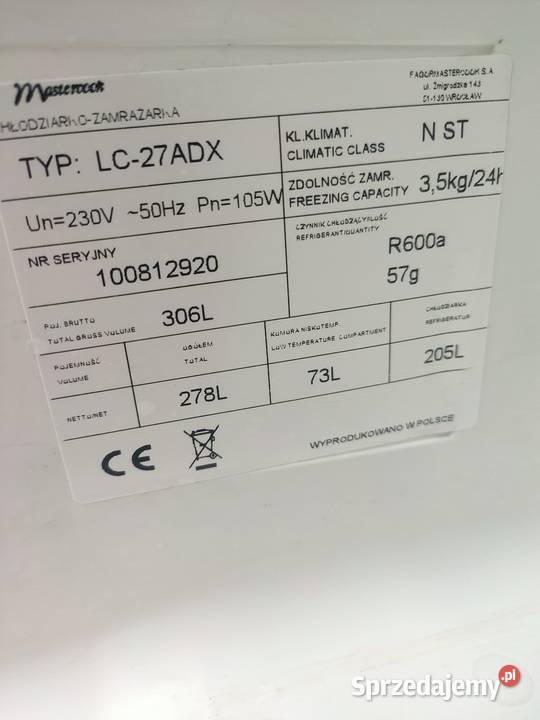 Mastercook
FAGORMASTERCOOK S.A.
ul. Żmigrodzka 143
51-130 WROCŁAW
HŁODZIARKO-ZAMRAŻARKA
TYP: LC-27ADX
KL.KLIMAT.
CLIMATIC CLASS
N ST
Un=230V ~50Hz Pn=105W
ZDOLNOŚĆ ZAMR.
FREEZING CAPACITY
3,5kg/24h
NR SERYJNY
100812920
CZYNNIK CHŁODZĄCY/ILOŚĆ
REFRIGERANT/QUANTITY
R600a
57g
POJ. BRUTTO
TOTAL GROSS VOLUME
306L
POJEMNOŚĆ
VOLUME
OGÓŁEM
TOTAL
KOMORA NISKOTEMP.
LOW TEMPERATURE COMPARTMENT
CHŁODZIARKA
REFRIGERATOR
NETTO/NET
278L
73L
205L
CE
WYPRODUKOWANO W POLSCE
Sprzedajemy.pl